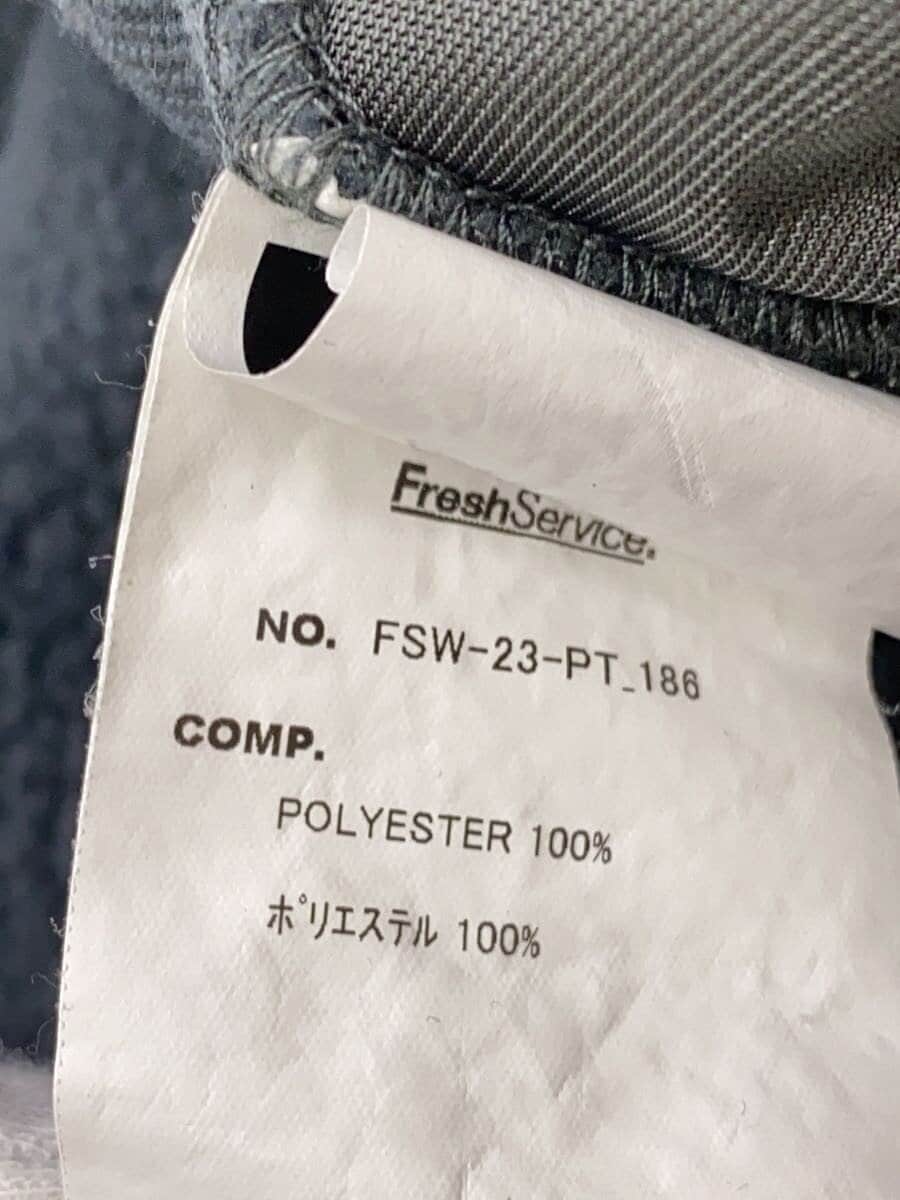 FreshService.
NO. FSW-23-PT_186
COMP.
POLYESTER 100%
ポリエステル 100%